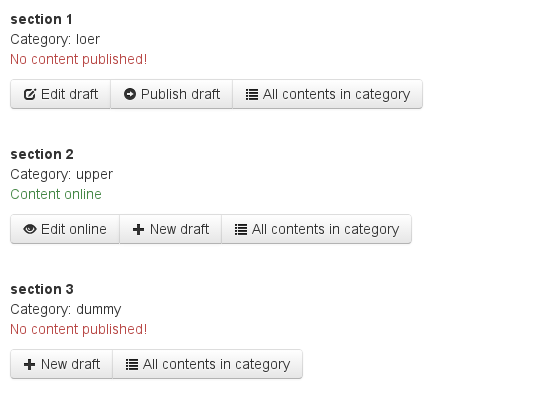 section 1
Category: loer
No content published!
Edit draft Publish draft All contents in category
section 2
Category: upper
Content online
Edit online New draft All contents in category
section 3
Category: dummy
No content published!
New draft All contents in category